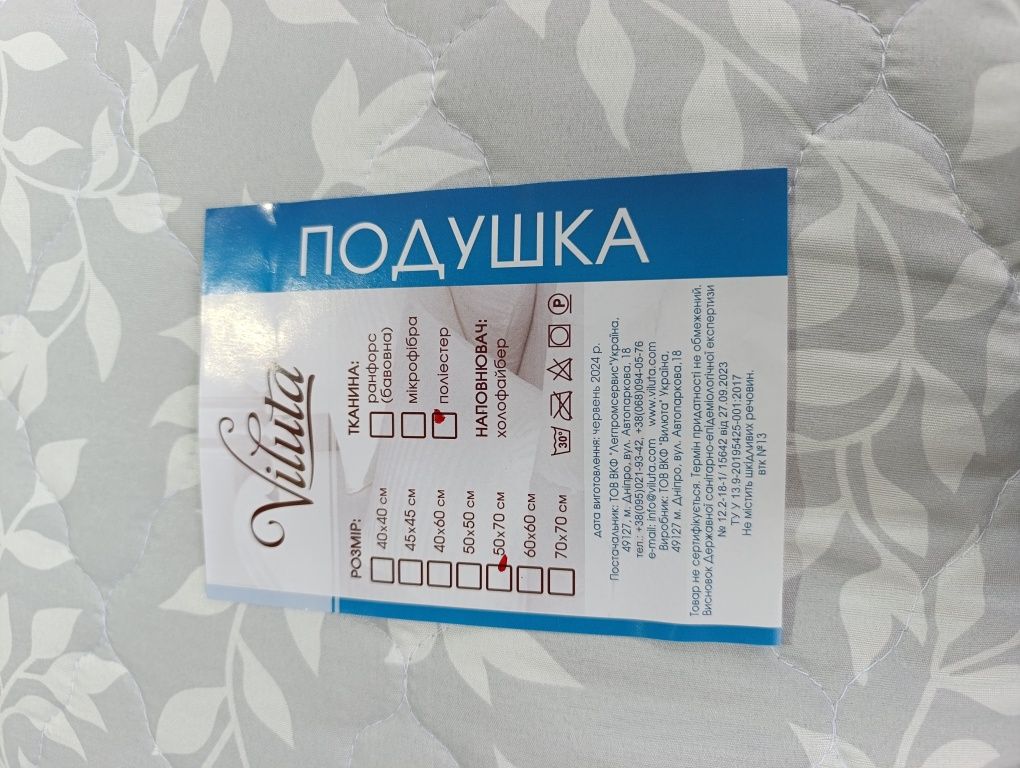 ПОДУШКА
Viluta
РОЗМІР:
40х40 см
45х45 см
40х60 см
50х50 см
50х70 см
60х60 см
70х70 см
ТКАНИНА:
ранфорс
(бавовна)
мікрофібра
поліестер
НАПОВНЮВАЧ:
холофайбер
30°
P
дата виготовлення: червень 2024 р.
Постачальник: ТОВ ВКФ "Легпромсервис"Україна,
49127, м. Дніпро, вул. Автопаркова, 18
тел.: +38(095)021-93-42, +38(068)094-05-76
e-mail: info@viluta.com www.viluta.com
Виробник: ТОВ ВКФ "Вилюта" Україна,
49127 м. Дніпро, вул. Автопаркова,18
Товар не сертифікується. Термін придатності не обмежений.
Висновок Державної санітарно-епідеміологічної експертизи
№ 12.2-18-1/ 15642 від 27.09.2023
ТУ У 13.9-20195425-001:2017
Не містить шкідливих речовин.
втк №13